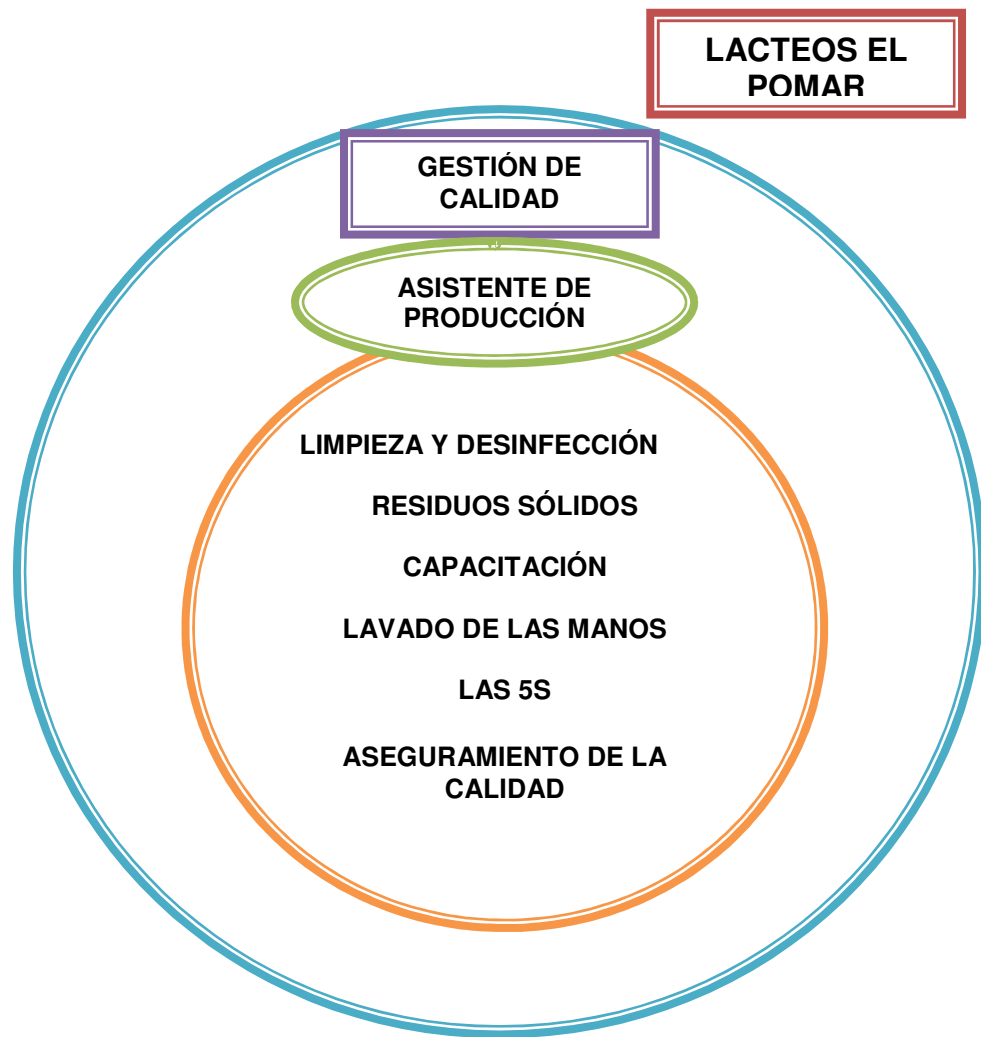 LACTEOS EL
POMAR
GESTIÓN DE
CALIDAD
ASISTENTE DE
PRODUCCIÓN
LIMPIEZA Y DESINFECCIÓN
RESIDUOS SÓLIDOS
CAPACITACIÓN
LAVADO DE LAS MANOS
LAS 5S
ASEGURAMIENTO DE LA
CALIDAD